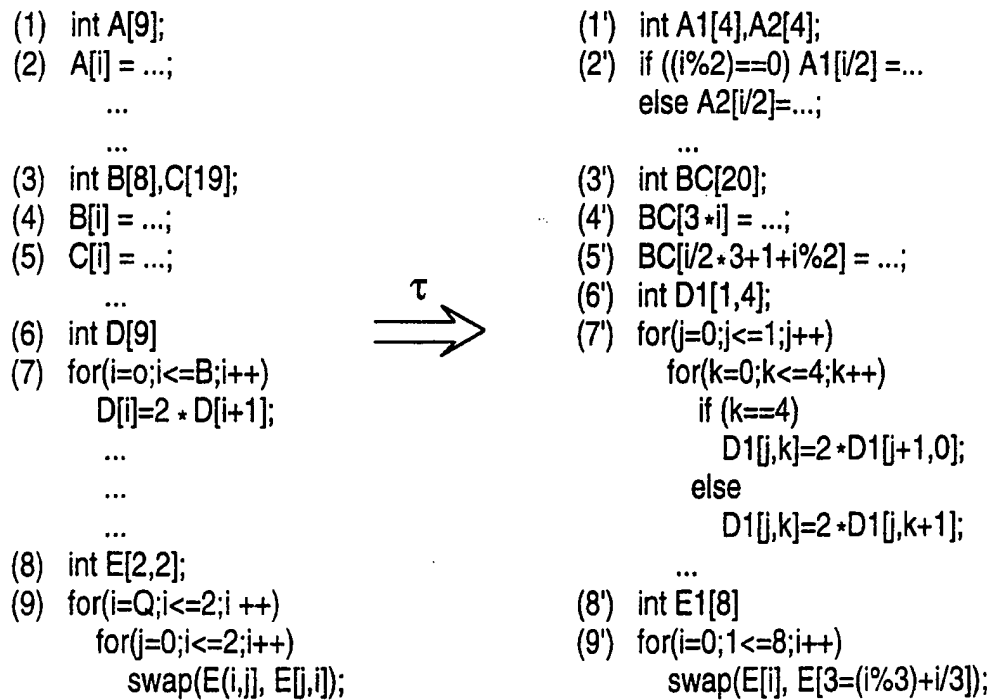 (1) int A[9];
(2) A[i] = ...;
...
...
(3) int B[8],C[19];
(4) B[i] = ...;
(5) C[i] = ...;
...
(6) int D[9]
(7) for(i=o;i<=B;i++)
D[i]=2 * D[i+1];
...
...
...
(8) int E[2,2];
(9) for(i=Q;i<=2;i ++)
for(j=0;i<=2;i++)
swap(E(i,j], E[j,i]);
τ
(1') int A1[4],A2[4];
(2') if ((i%2)==0) A1[i/2] =...
else A2[i/2]=...;
...
(3') int BC[20];
(4') BC[3*i] = ...;
(5') BC[i/2*3+1+i%2] = ...;
(6') int D1[1,4];
(7') for(j=0;j<=1;j++)
for(k=0;k<=4;k++)
if (k==4)
D1[j,k]=2*D1[j+1,0];
else
D1[j,k]=2*D1[j,k+1];
...
(8') int E1[8]
(9') for(i=0;1<=8;i++)
swap(E[i], E[3=(i%3)+i/3]);